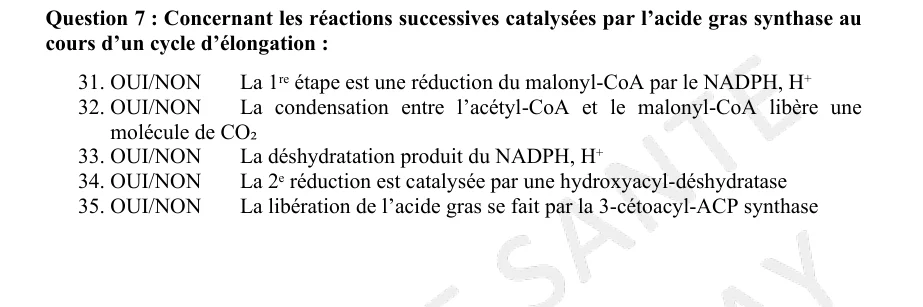 Question 7 : Concernant les réactions successives catalysées par l’acide gras synthase au
cours d’un cycle d’élongation :
31. OUI/NON La 1ʳᵉ étape est une réduction du malonyl-CoA par le NADPH, H⁺
32. OUI/NON La condensation entre l’acétyl-CoA et le malonyl-CoA libère une
molécule de CO₂
33. OUI/NON La déshydratation produit du NADPH, H⁺
34. OUI/NON La 2ᵉ réduction est catalysée par une hydroxyacyl-déshydratase
35. OUI/NON La libération de l’acide gras se fait par la 3-cétoacyl-ACP synthase
SANTE
AY